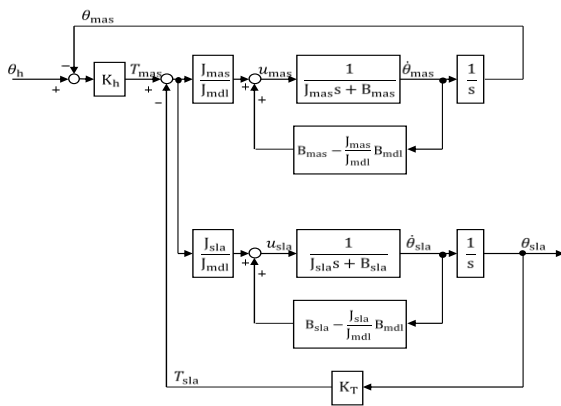 θmas
θh
−
+
Kh
Tmas
+
−
Jmas
Jmdl
+
+
umas
1
Jmass + Bmas
θ̇mas
1
s
Bmas − Jmas/Jmdl Bmdl
Jsla
Jmdl
+
+
usla
1
Jslas + Bsla
θ̇sla
1
s
θsla
Bsla − Jsla/Jmdl Bmdl
Tsla
KT